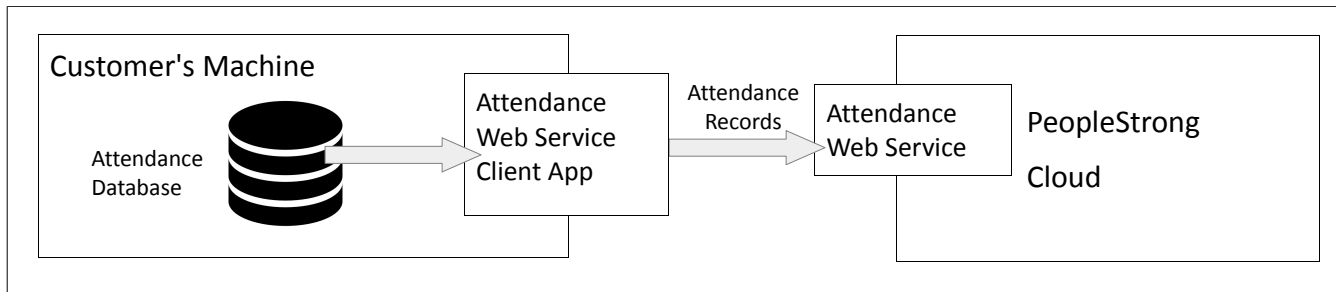 Customer's Machine
Attendance
Database
Attendance
Web Service
Client App
Attendance
Records
Attendance
Web Service
PeopleStrong
Cloud